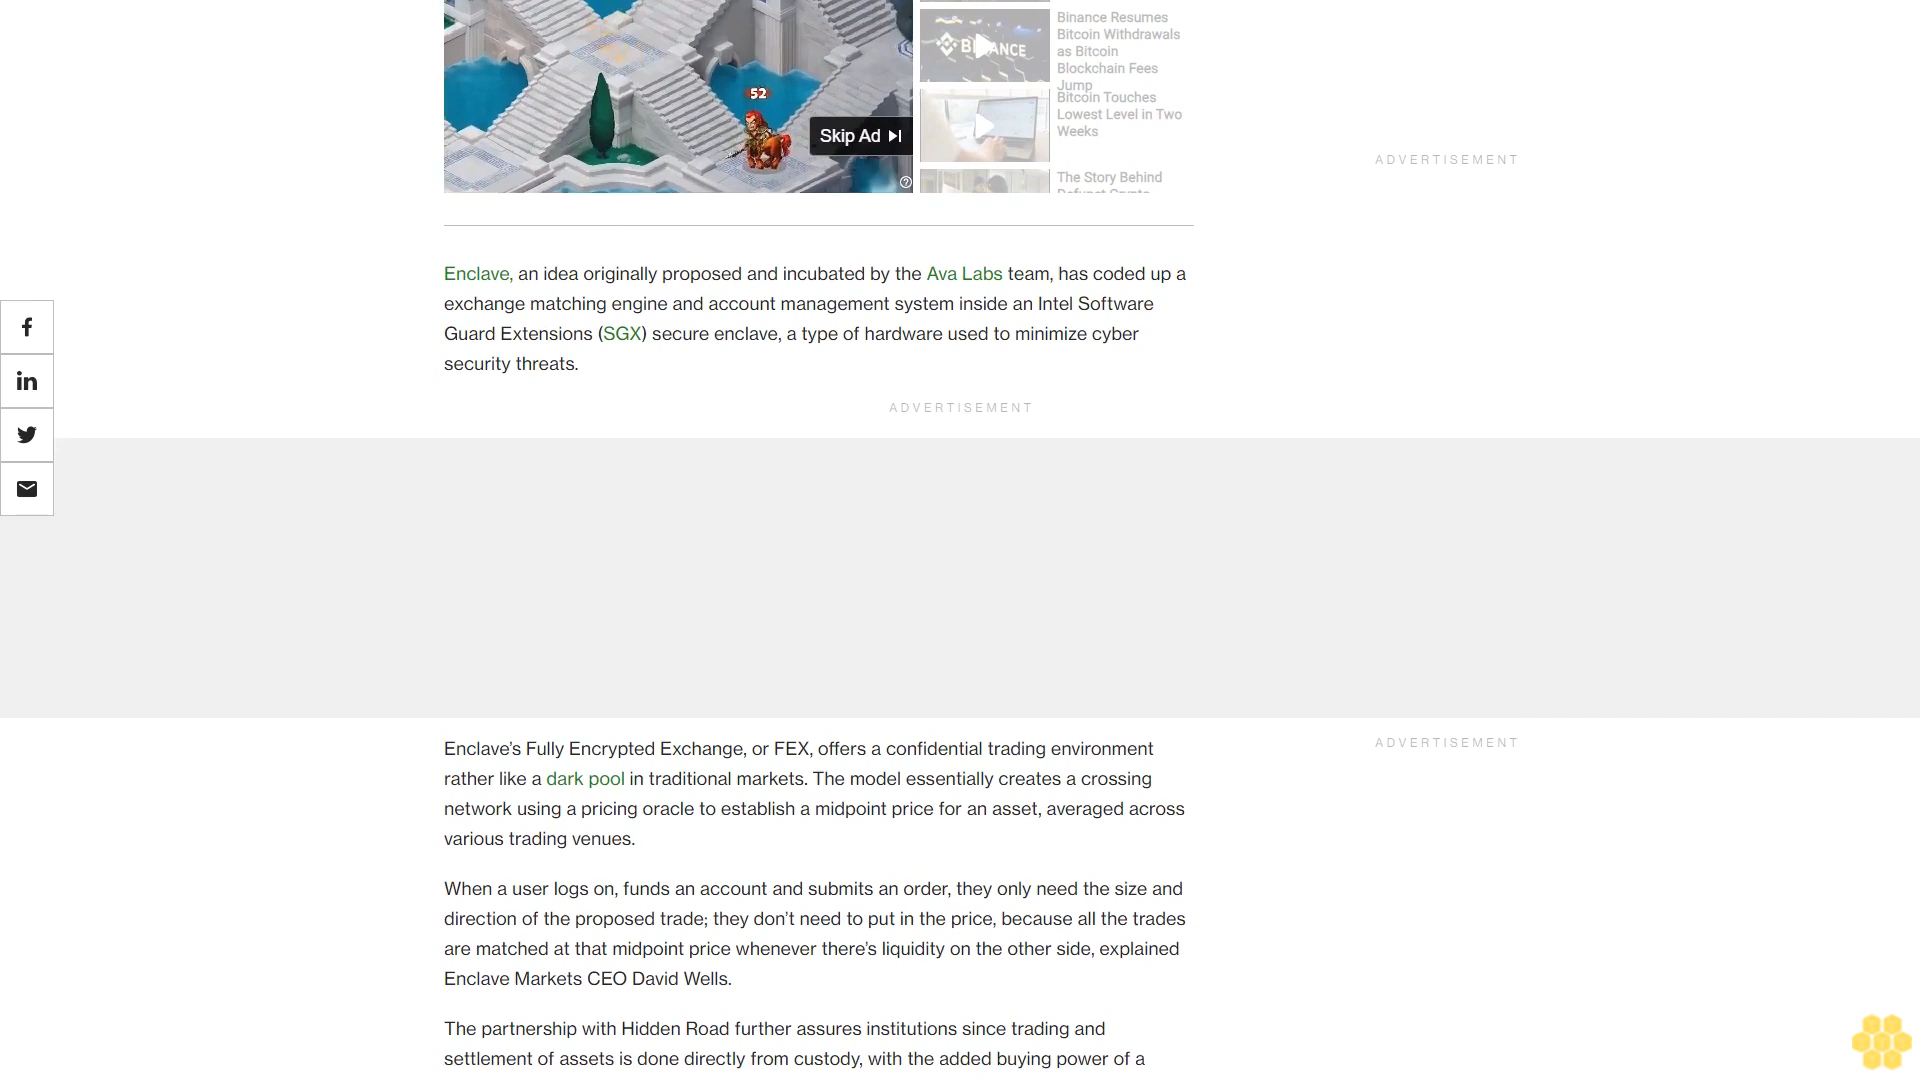 Binance Resumes
Bitcoin Withdrawals
as Bitcoin
Blockchain Fees
Jump
BINANCE
Bitcoin Touches
Lowest Level in Two
Weeks
52
Skip Ad
The Story Behind
Defunct Crypto
ADVERTISEMENT
Enclave, an idea originally proposed and incubated by the Ava Labs team, has coded up a
exchange matching engine and account management system inside an Intel Software
Guard Extensions (SGX) secure enclave, a type of hardware used to minimize cyber
security threats.
ADVERTISEMENT
Enclave’s Fully Encrypted Exchange, or FEX, offers a confidential trading environment
rather like a dark pool in traditional markets. The model essentially creates a crossing
network using a pricing oracle to establish a midpoint price for an asset, averaged across
various trading venues.
ADVERTISEMENT
When a user logs on, funds an account and submits an order, they only need the size and
direction of the proposed trade; they don’t need to put in the price, because all the trades
are matched at that midpoint price whenever there’s liquidity on the other side, explained
Enclave Markets CEO David Wells.
The partnership with Hidden Road further assures institutions since trading and
settlement of assets is done directly from custody, with the added buying power of a